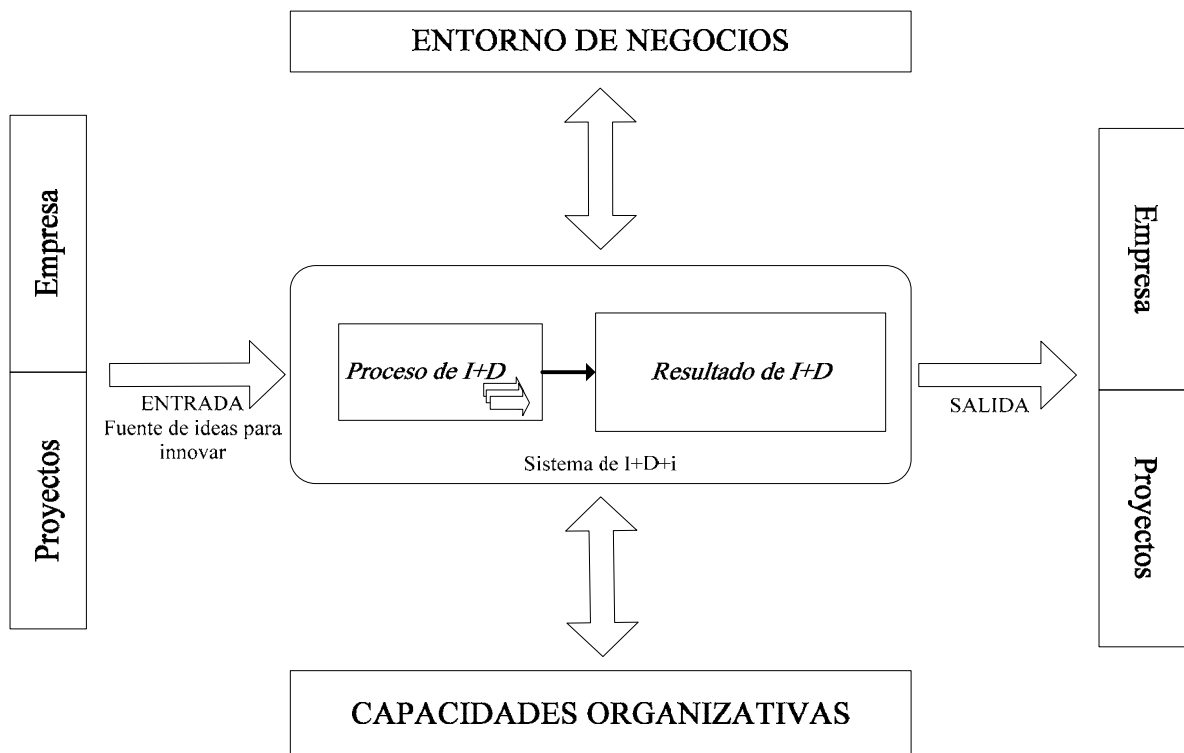 ENTORNO DE NEGOCIOS
Empresa
Proyectos
ENTRADA
Fuente de ideas para
innovar
Proceso de I+D
Resultado de I+D
Sistema de I+D+i
SALIDA
Empresa
Proyectos
CAPACIDADES ORGANIZATIVAS